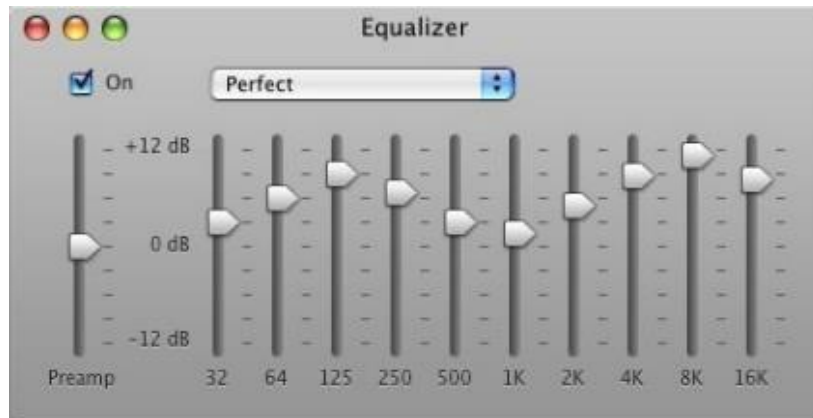 Equalizer
On
Perfect
+12 dB
0 dB
-12 dB
Preamp 32 64 125 250 500 1K 2K 4K 8K 16K